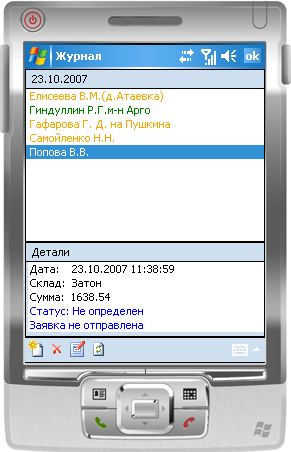 Журнал
ok
23.10.2007
Елисеева В.М.(д.Атаевка)
Гиндуллин Р.Г.м-н Арго
Гафарова Г. Д. на Пушкина
Самойленко Н.Н.
Попова В.В.
Детали
Дата: 23.10.2007 11:38:59
Склад: Затон
Сумма: 1638.54
Статус: Не определен
Заявка не отправлена